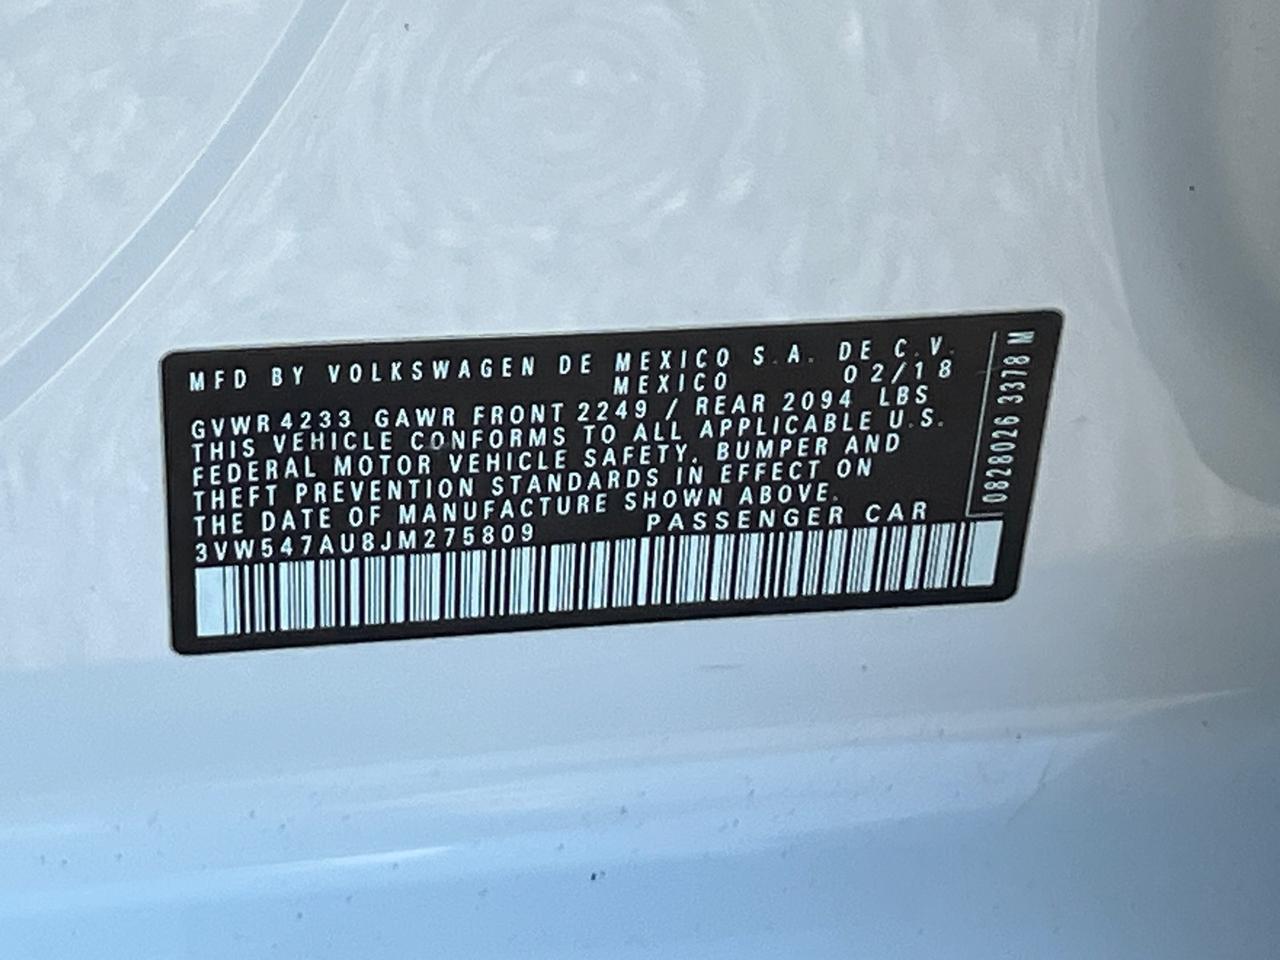 MFD BY VOLKSWAGEN DE MEXICO S.A. DE C.V.
MEXICO 02/18
GVWR 4233 GAWR FRONT 2249 / REAR 2094 LBS
THIS VEHICLE CONFORMS TO ALL APPLICABLE U.S.
FEDERAL MOTOR VEHICLE SAFETY, BUMPER AND
THEFT PREVENTION STANDARDS IN EFFECT ON
THE DATE OF MANUFACTURE SHOWN ABOVE.
3VW547AU8JM275809 PASSENGER CAR
0828026 3378 M